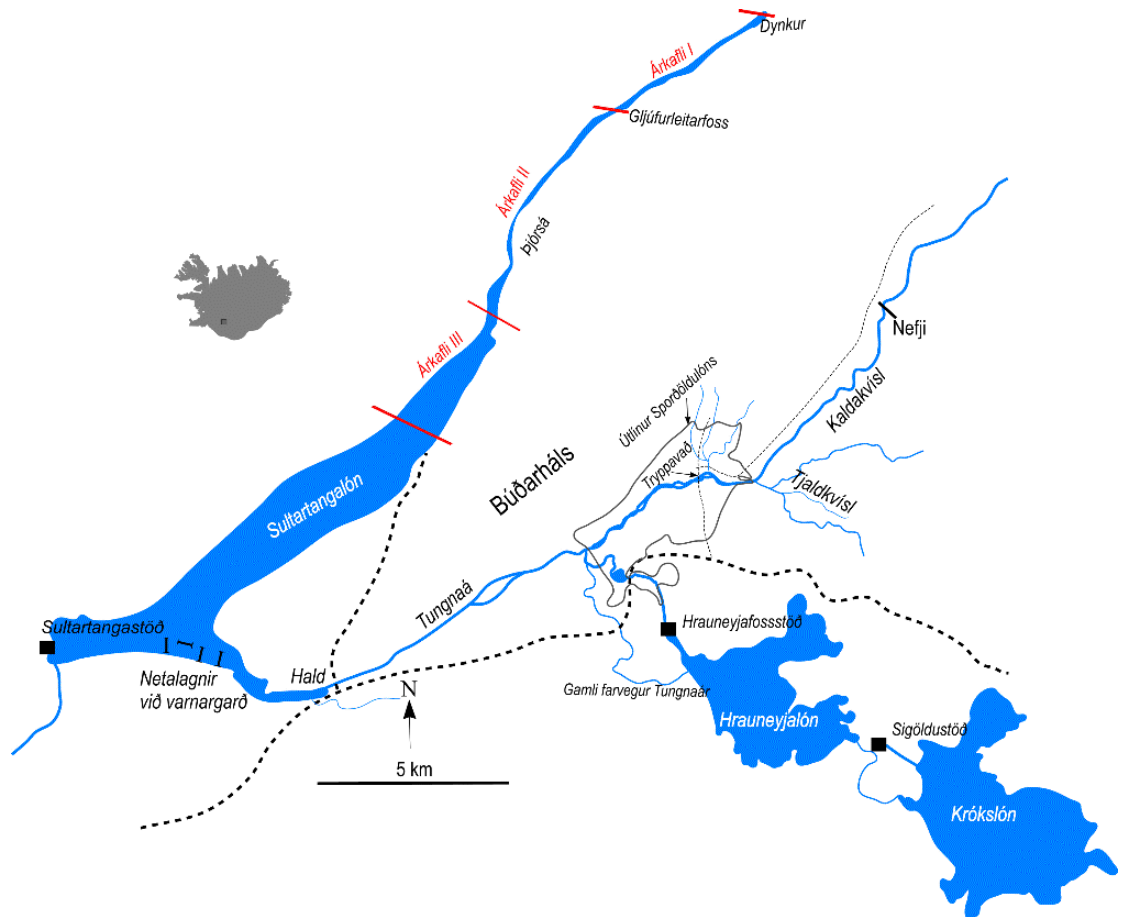 Dynkur
Árkafli I
Gljúfurleitarfoss
Árkafli II
Þjórsá
Nefji
Árkafli III
Kaldakvísl
Útlínur Sporðöldulóns
Tryppavað
Búðarháls
Tjaldkvísl
Sultartangalón
Tungnaá
Sultartangastöð
Hrauneyjafossstöð
Netalagnir
við varnargarð
Hald
N
Gamli farvegur Tungnaár
Hrauneyjalón
Sigöldustöð
5 km
Krókslón